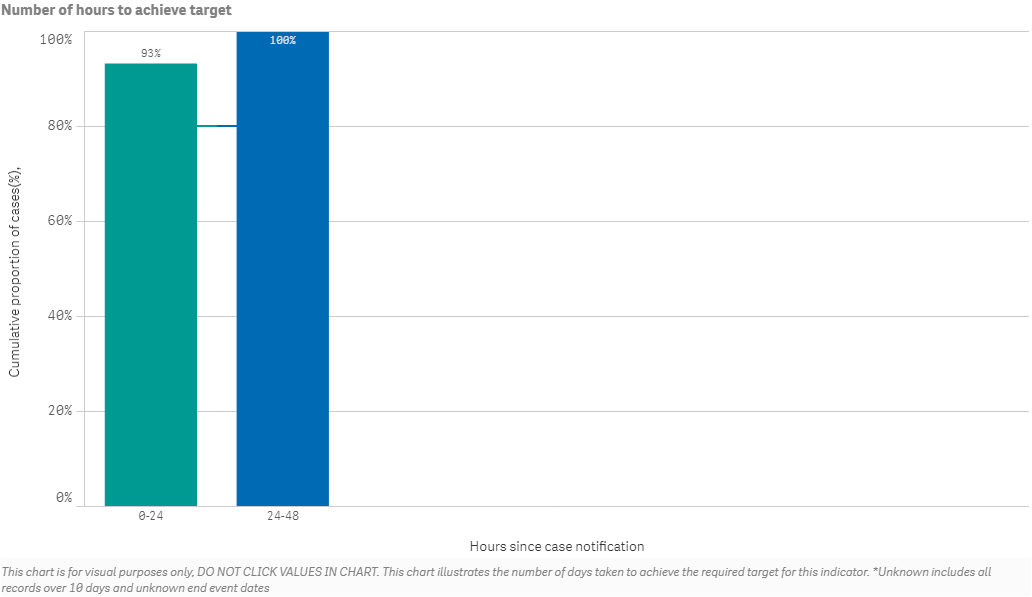 Number of hours to achieve target
100%
93%
100%
80%
60%
40%
20%
0%
Cumulative proportion of cases(%),
0-24
24-48
Hours since case notification
This chart is for visual purposes only, DO NOT CLICK VALUES IN CHART. This chart illustrates the number of days taken to achieve the required target for this indicator. *Unknown includes all
records over 10 days and unknown end event dates